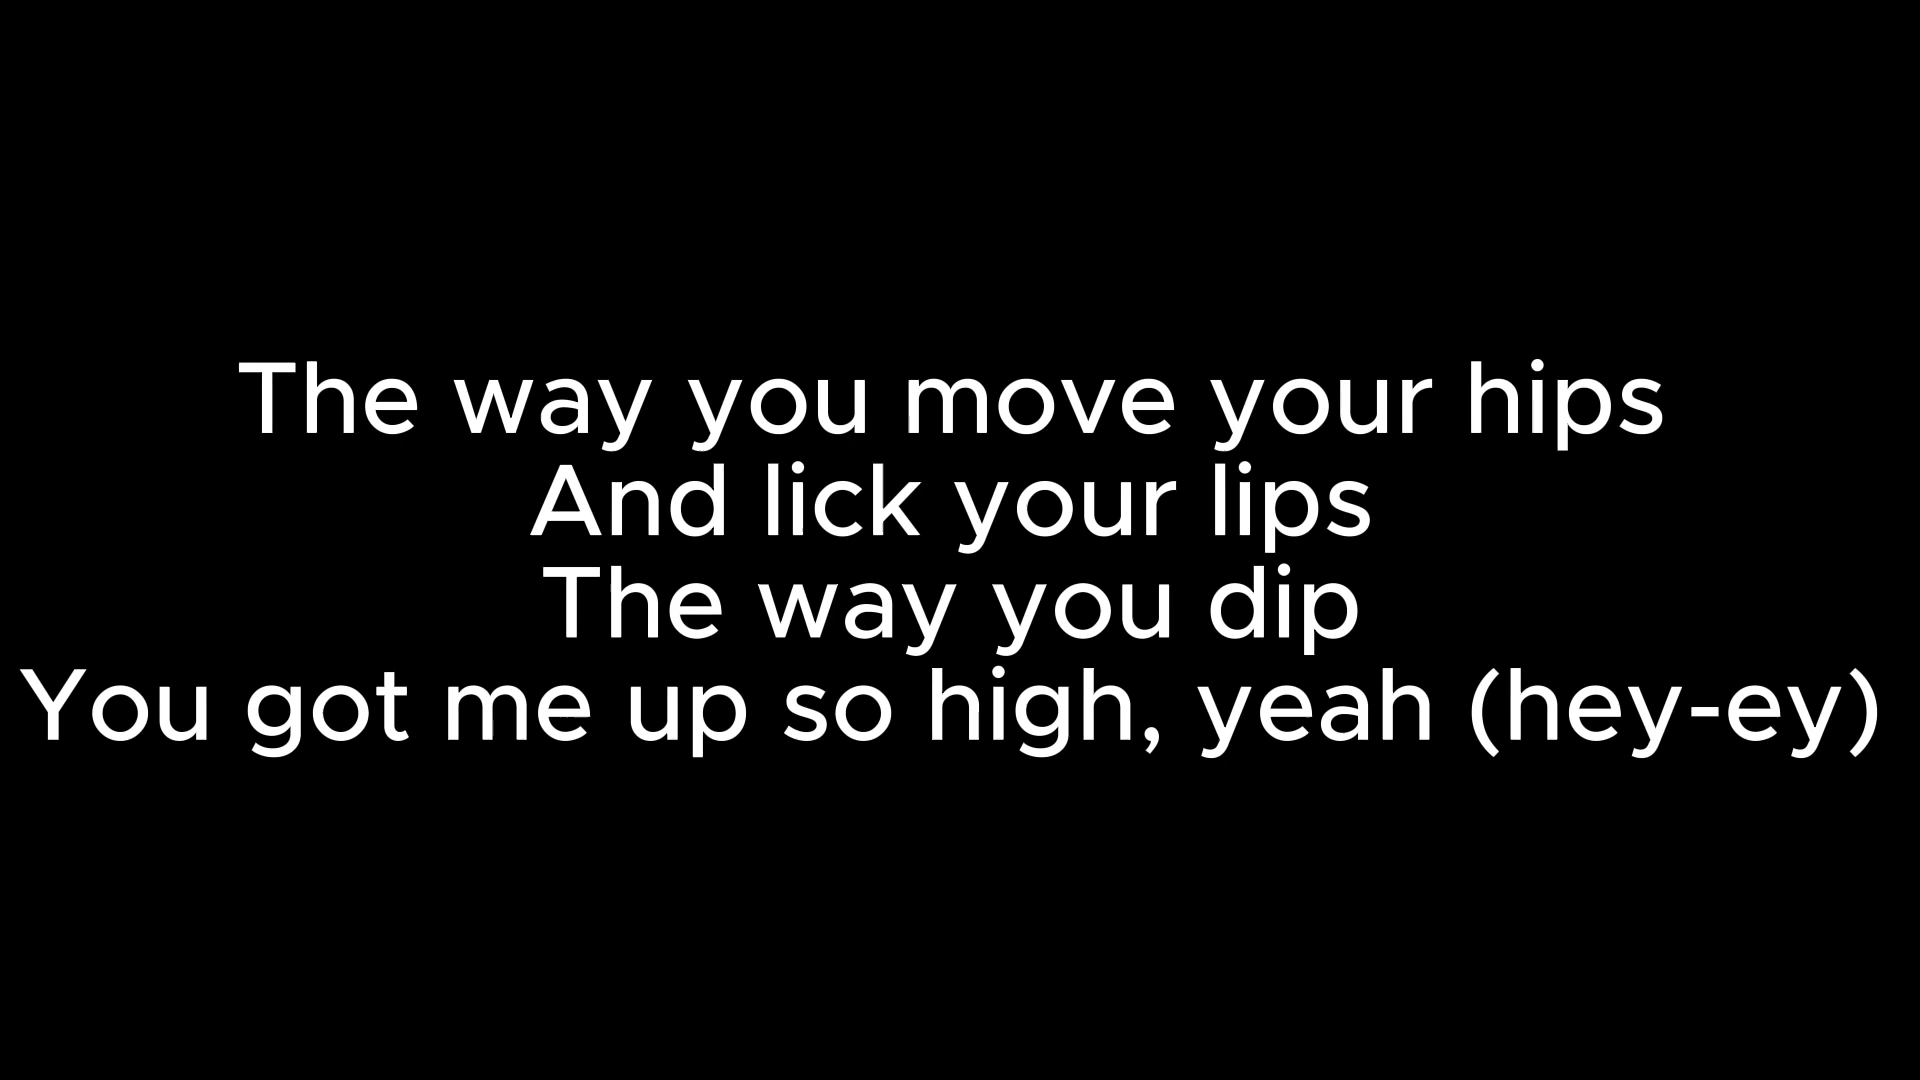 The way you move your hips
And lick your lips
The way you dip
You got me up so high, yeah (hey-ey)